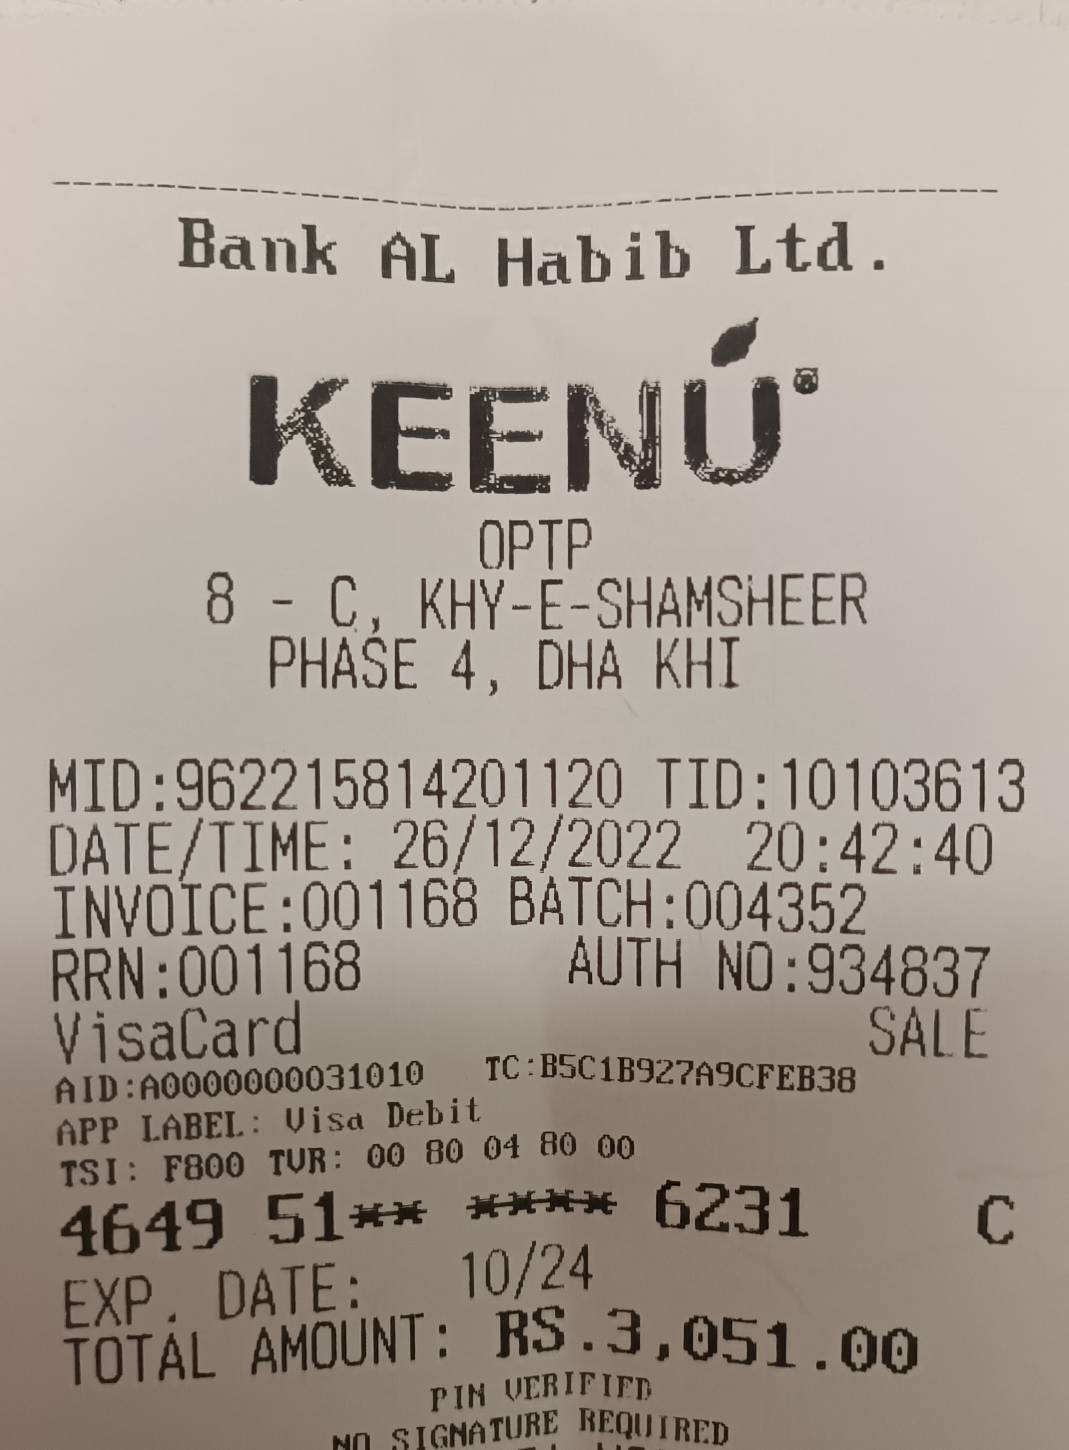 Bank AL Habib Ltd.
KEENÚ®
OPTP
8 - C, KHY-E-SHAMSHEER
PHASE 4, DHA KHI
MID:962215814201120 TID:10103613
DATE/TIME: 26/12/2022 20:42:40
INVOICE:001168 BATCH:004352
RRN:001168 AUTH NO:934837
VisaCard SALE
AID:A0000000031010 TC:B5C1B927A9CFEB38
APP LABEL: Visa Debit
TSI: F800 TVR: 00 80 04 80 00
4649 51** **** 6231 C
EXP. DATE: 10/24
TOTAL AMOUNT: RS.3,051.00
PIN VERIFIED
NO SIGNATURE REQUIRED